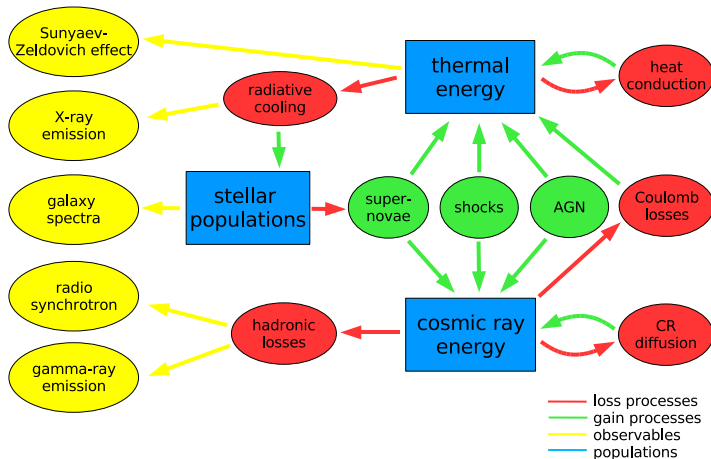 Sunyaev-
Zeldovich effect
thermal
energy
heat
conduction
radiative
cooling
X-ray
emission
stellar
populations
super-
novae
shocks
AGN
Coulomb
losses
galaxy
spectra
radio
synchrotron
hadronic
losses
cosmic ray
energy
CR
diffusion
gamma-ray
emission
loss processes
gain processes
observables
populations